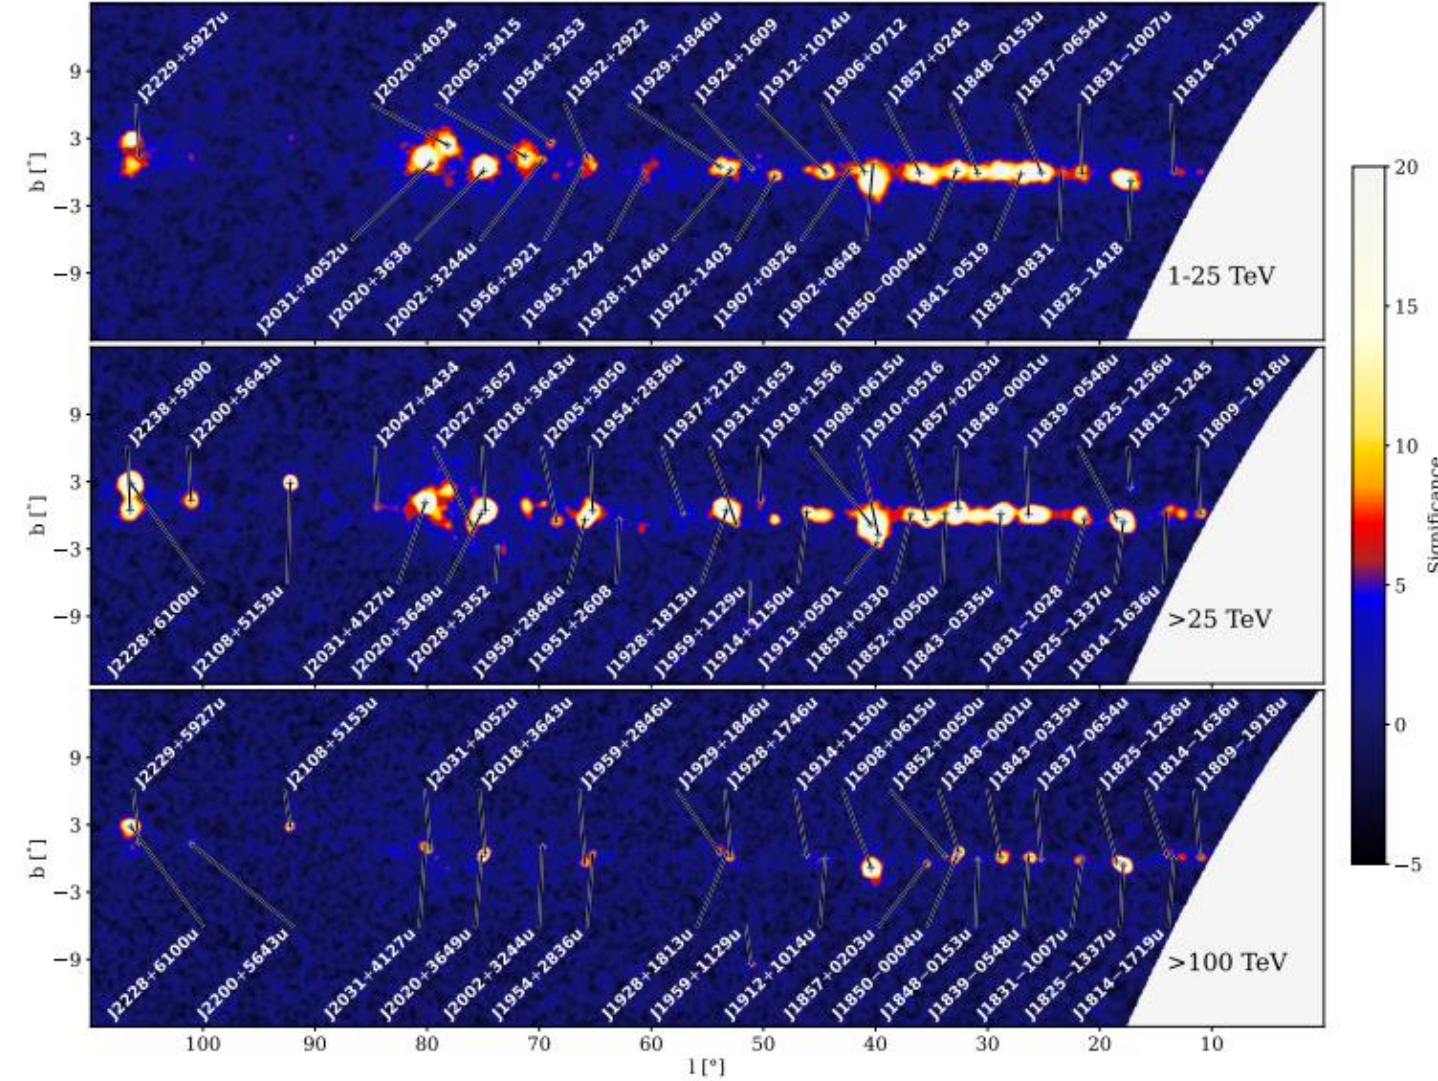 J2229+5927u J2020+4034 J2005+3415 J1954+3253 J1952+2922 J1929+1846u J1924+1609 J1912+1014u J1906+0712 J1857+0245 J1848−0153u J1837−0654u J1831−1007u J1814−1719u
9
3
−3
−9
b [°]
J2031+4052u J2020+3638 J2002+3244u J1956+2921 J1945+2424 J1928+1746u J1922+1403 J1907+0826 J1902+0648 J1850−0004u J1841−0519 J1834−0831 J1825−1418
1-25 TeV
J2238+5900 J2200+5643u J2047+4434 J2027+3657 J2018+3643u J2005+3050 J1954+2836u J1937+2128 J1931+1653 J1919+1556 J1908+0615u J1910+0516 J1857+0203u J1848−0001u J1839−0548u J1825−1256u J1813−1245 J1809−1918u
9
3
−3
−9
b [°]
J2228+6100u J2108+5153u J2031+4127u J2020+3649u J2028+3352 J1959+2846u J1951+2608 J1928+1813u J1959+1129u J1914+1150u J1913+0501 J1858+0330 J1852+0050u J1843−0335u J1831−1028 J1825−1337u J1814−1636u
>25 TeV
J2229+5927u J2108+5153u J2031+4052u J2018+3643u J1959+2846u J1929+1846u J1928+1746u J1914+1150u J1908+0615u J1852+0050u J1848−0001u J1843−0335u J1837−0654u J1825−1256u J1814−1636u J1809−1918u
9
3
−3
−9
b [°]
J2228+6100u J2200+5643u J2031+4127u J2020+3649u J2002+3244u J1954+2836u J1928+1813u J1959+1129u J1912+1014u J1857+0203u J1850−0004u J1848−0153u J1839−0548u J1831−1007u J1825−1337u J1814−1719u
>100 TeV
100 90 80 70 60 50 40 30 20 10
l [°]
20
15
10
5
0
−5
Significance